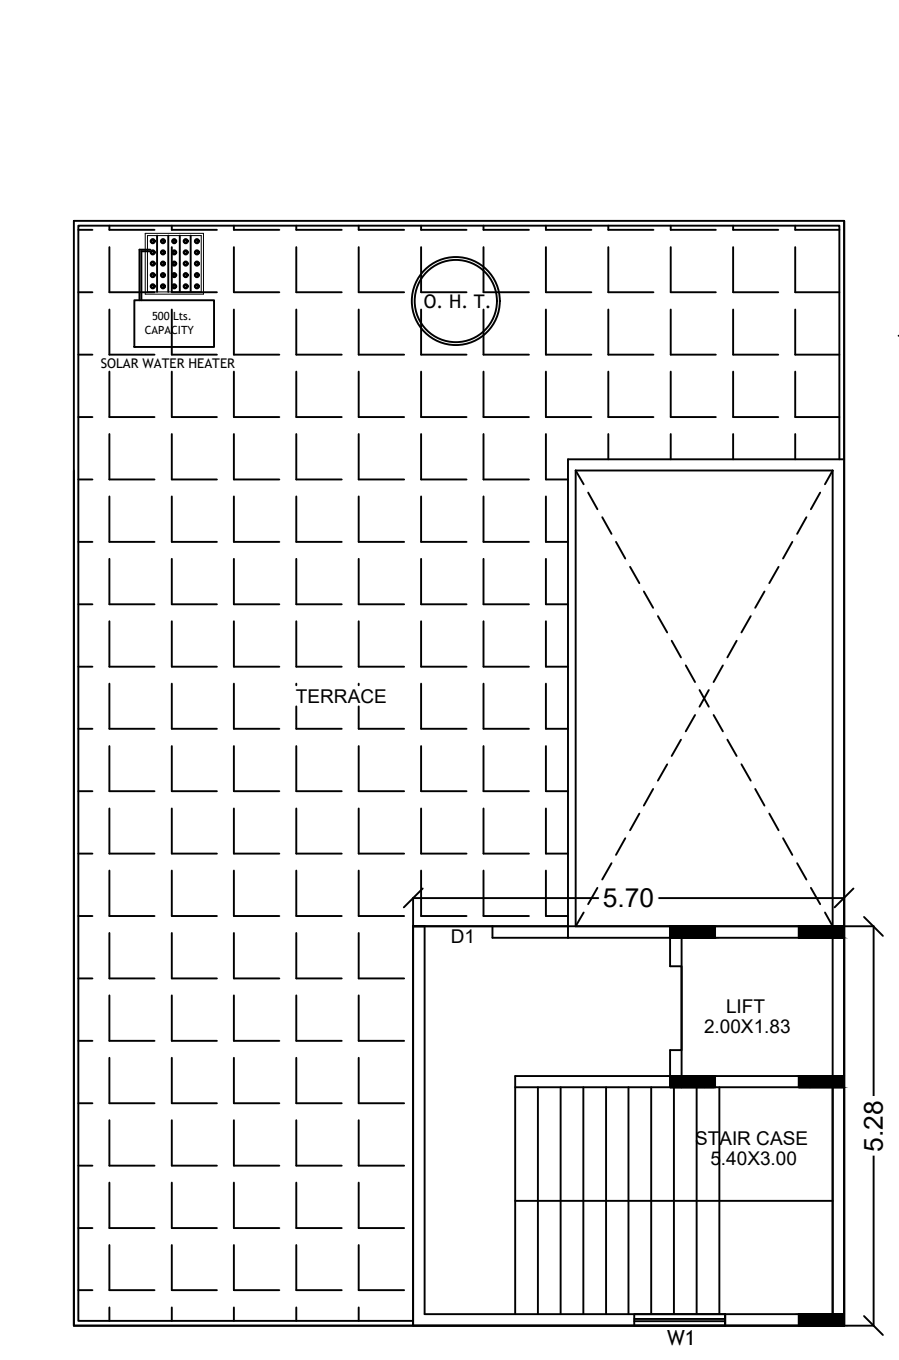 500 Lts.
CAPACITY
SOLAR WATER HEATER
O. H. T.
TERRACE
5.70
D1
LIFT
2.00X1.83
5.28
STAIR CASE
5.40X3.00
W1